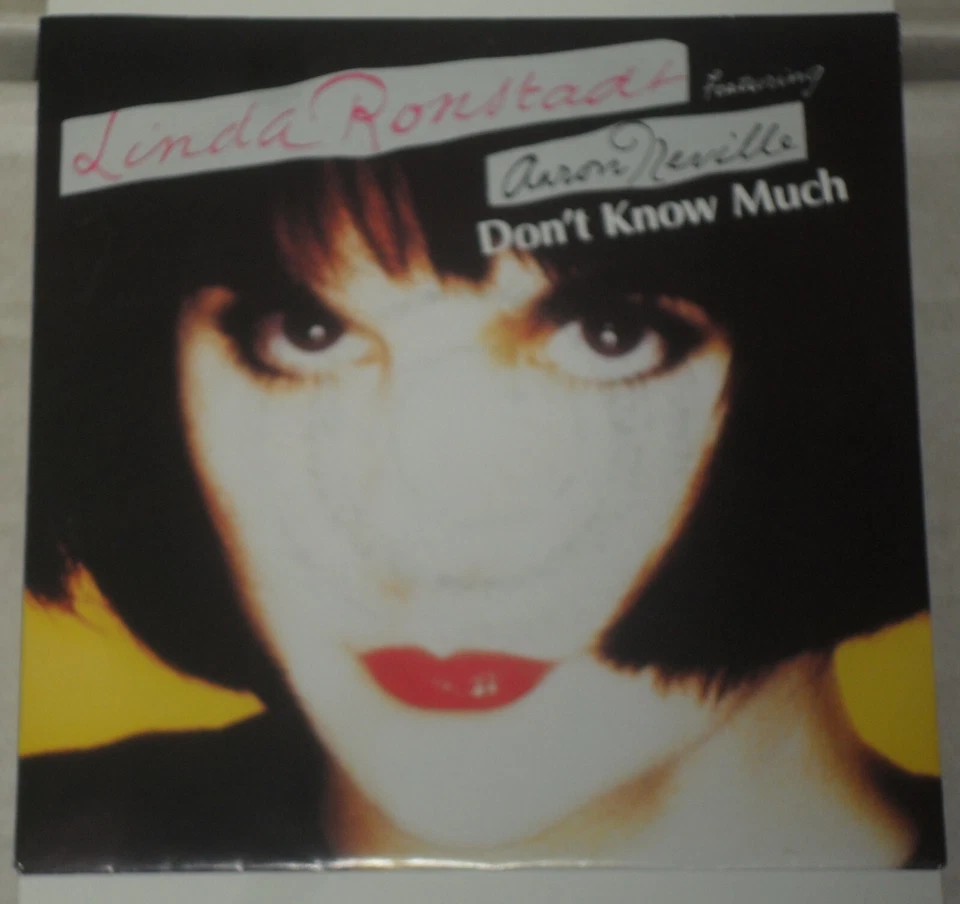 Linda Ronstadt
featuring
Aaron Neville
Don't Know Much